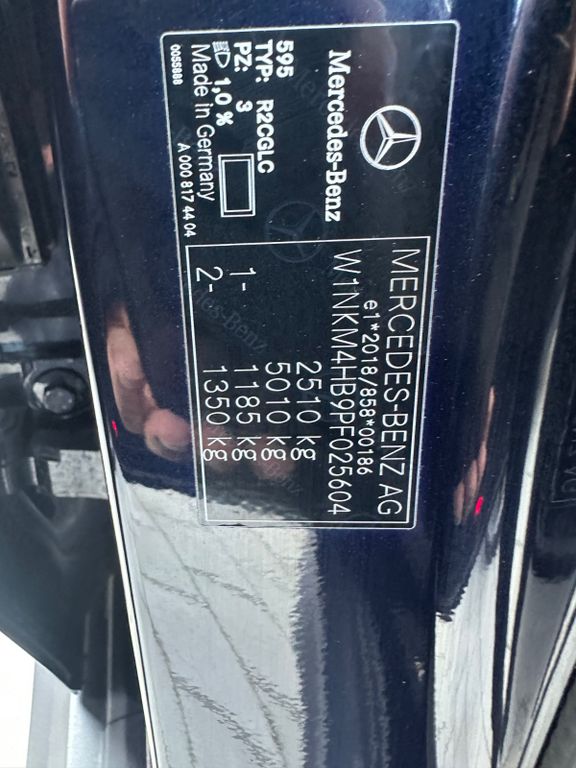 Mercedes-Benz
595
TYP: R2CGLC
PZ: 3
1,0 %
Made in Germany
0055888
A 000 817 44 04
MERCEDES-BENZ AG
e1*2018/858*00186
W1NKM4HB9PF025604
2510 kg
5010 kg
1- 1185 kg
2- 1350 kg